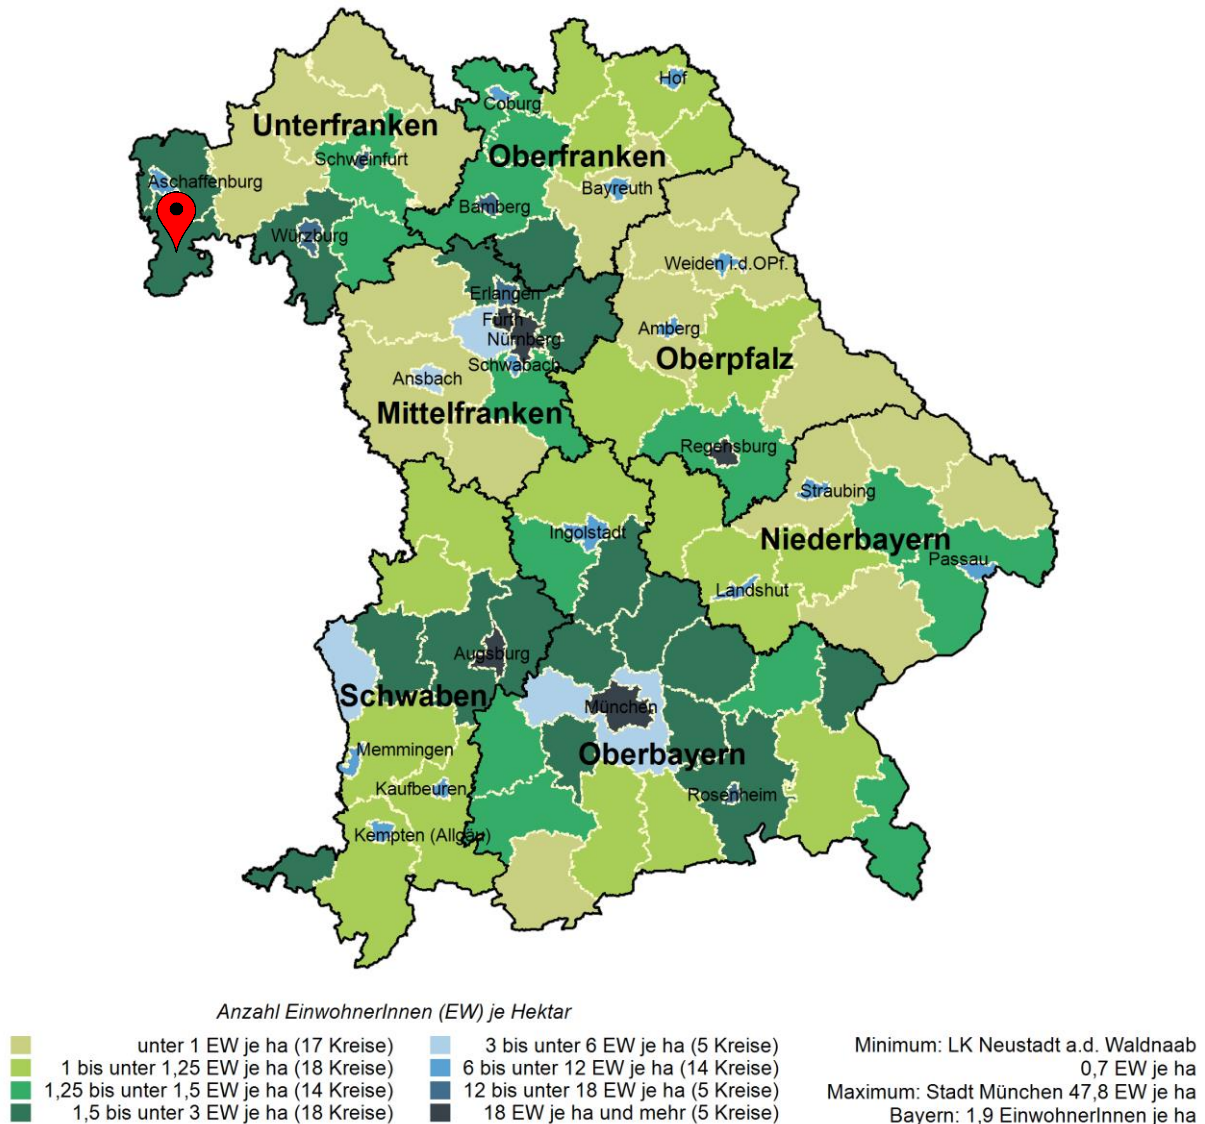 Hof
Coburg
Unterfranken
Oberfranken
Schweinfurt
Aschaffenburg
Bayreuth
Bamberg
Würzburg
Weiden i.d.OPf.
Erlangen
Fürth
Amberg
Nürnberg
Oberpfalz
Schwabach
Ansbach
Mittelfranken
Regensburg
Straubing
Ingolstadt
Niederbayern
Passau
Landshut
Augsburg
Schwaben
München
Memmingen
Oberbayern
Kaufbeuren
Rosenheim
Kempten (Allgäu)
Anzahl EinwohnerInnen (EW) je Hektar
unter 1 EW je ha (17 Kreise)
1 bis unter 1,25 EW je ha (18 Kreise)
1,25 bis unter 1,5 EW je ha (14 Kreise)
1,5 bis unter 3 EW je ha (18 Kreise)
3 bis unter 6 EW je ha (5 Kreise)
6 bis unter 12 EW je ha (14 Kreise)
12 bis unter 18 EW je ha (5 Kreise)
18 EW je ha und mehr (5 Kreise)
Minimum: LK Neustadt a.d. Waldnaab
0,7 EW je ha
Maximum: Stadt München 47,8 EW je ha
Bayern: 1,9 EinwohnerInnen je ha